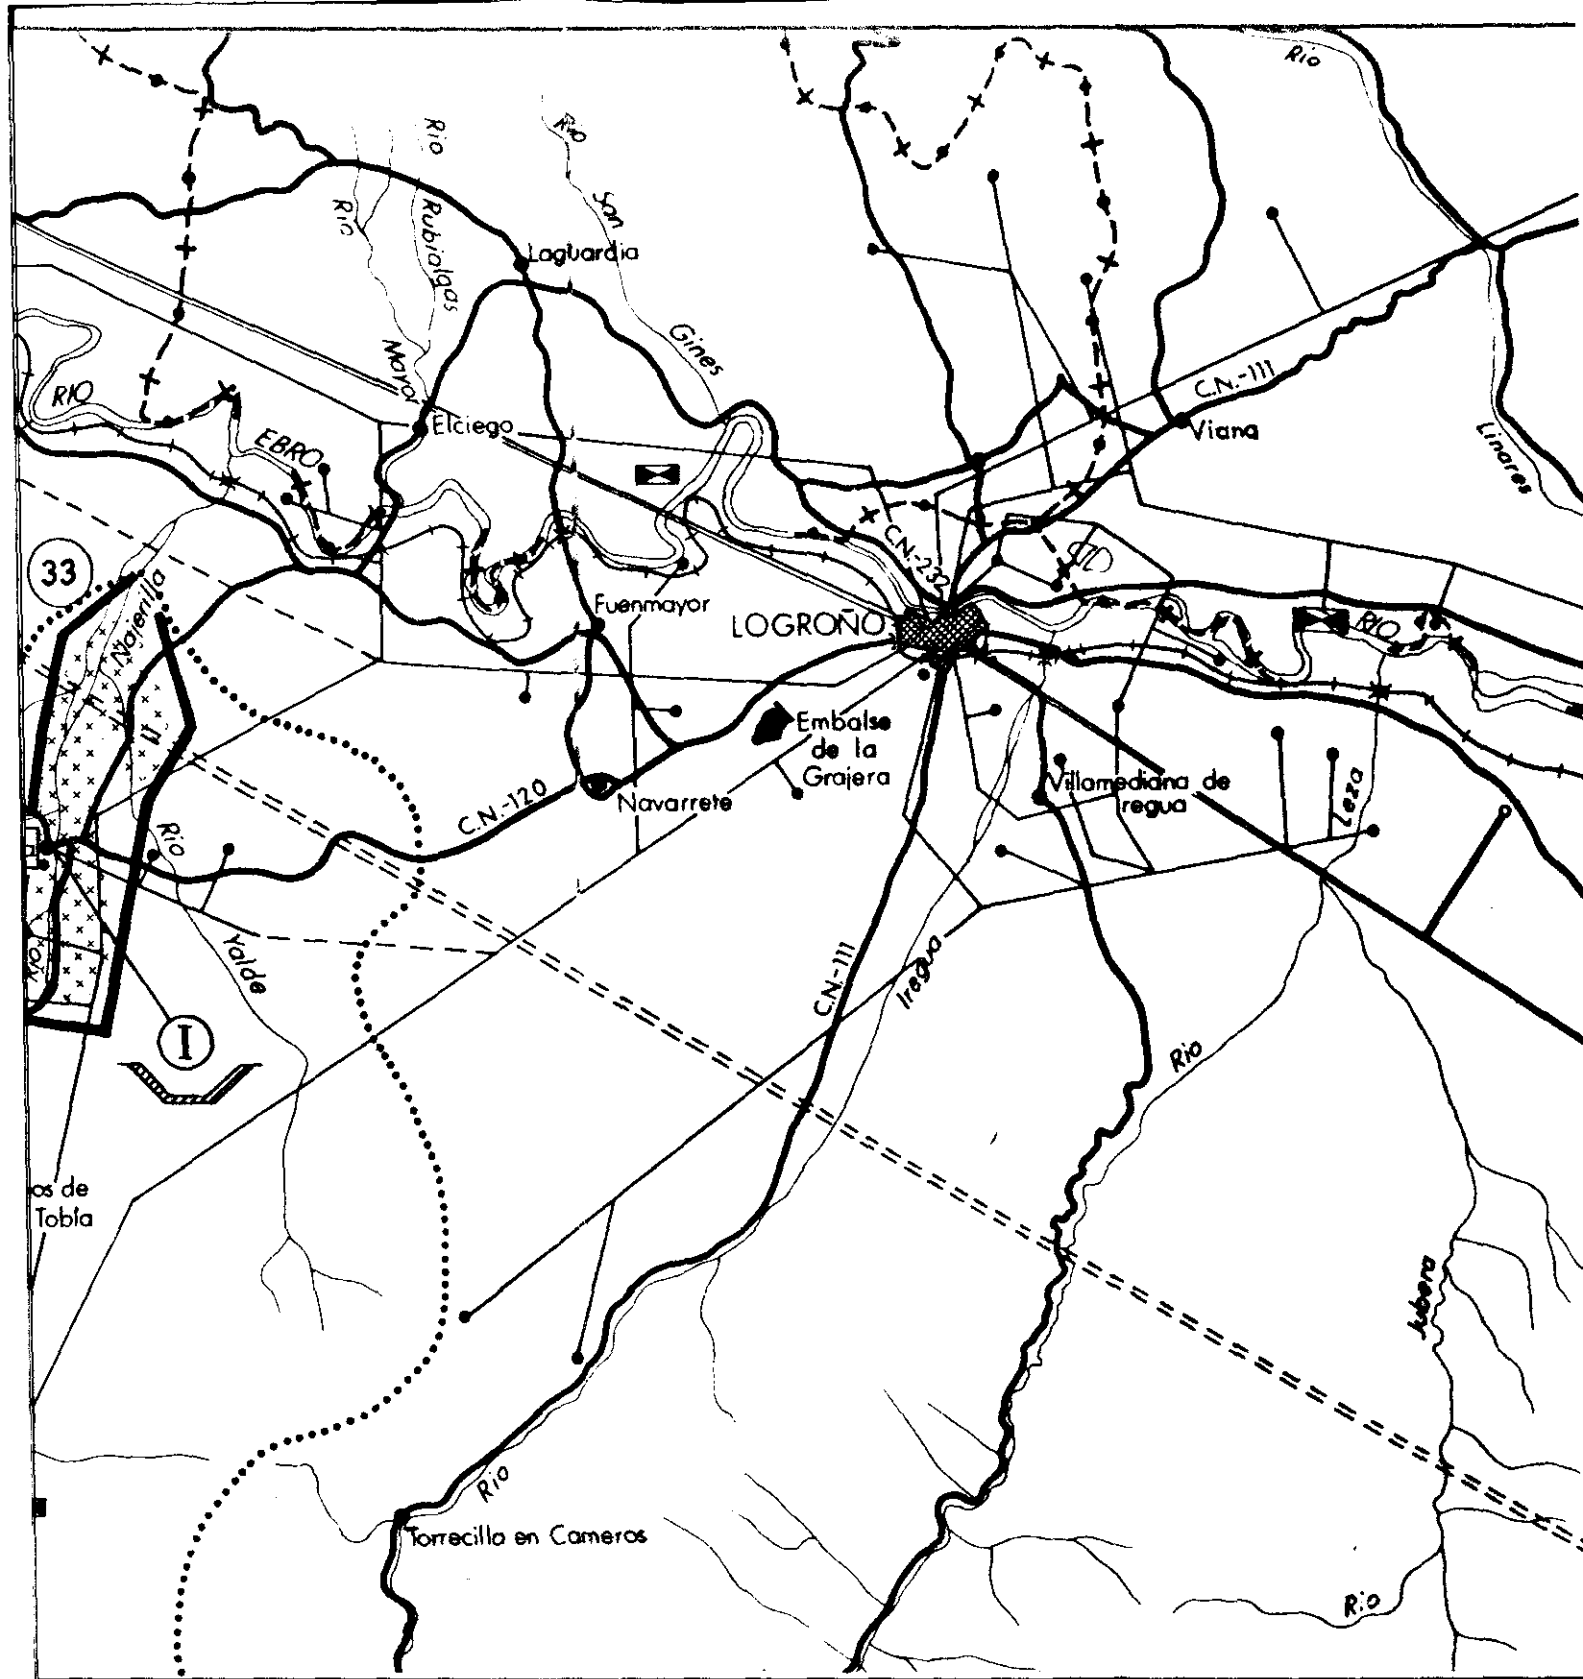 Rio
Rio
Rio
Rio
Rubialgas
San
Laguardia
Gines
Mayor
RIO
EBRO
Elciego
C.N.-111
Viana
Linares
C.N.-232
33
Najerilla
Fuenmayor
LOGROÑO
RIO
Embalse
de la
Grajera
Navarrete
C.N.-120
Villamediana de
Iregua
Leza
Rio
Yalde
C.N.-111
Iregua
I
Rio
os de
Tobía
Jubera
Rio
Torrecilla en Cameros
Rio